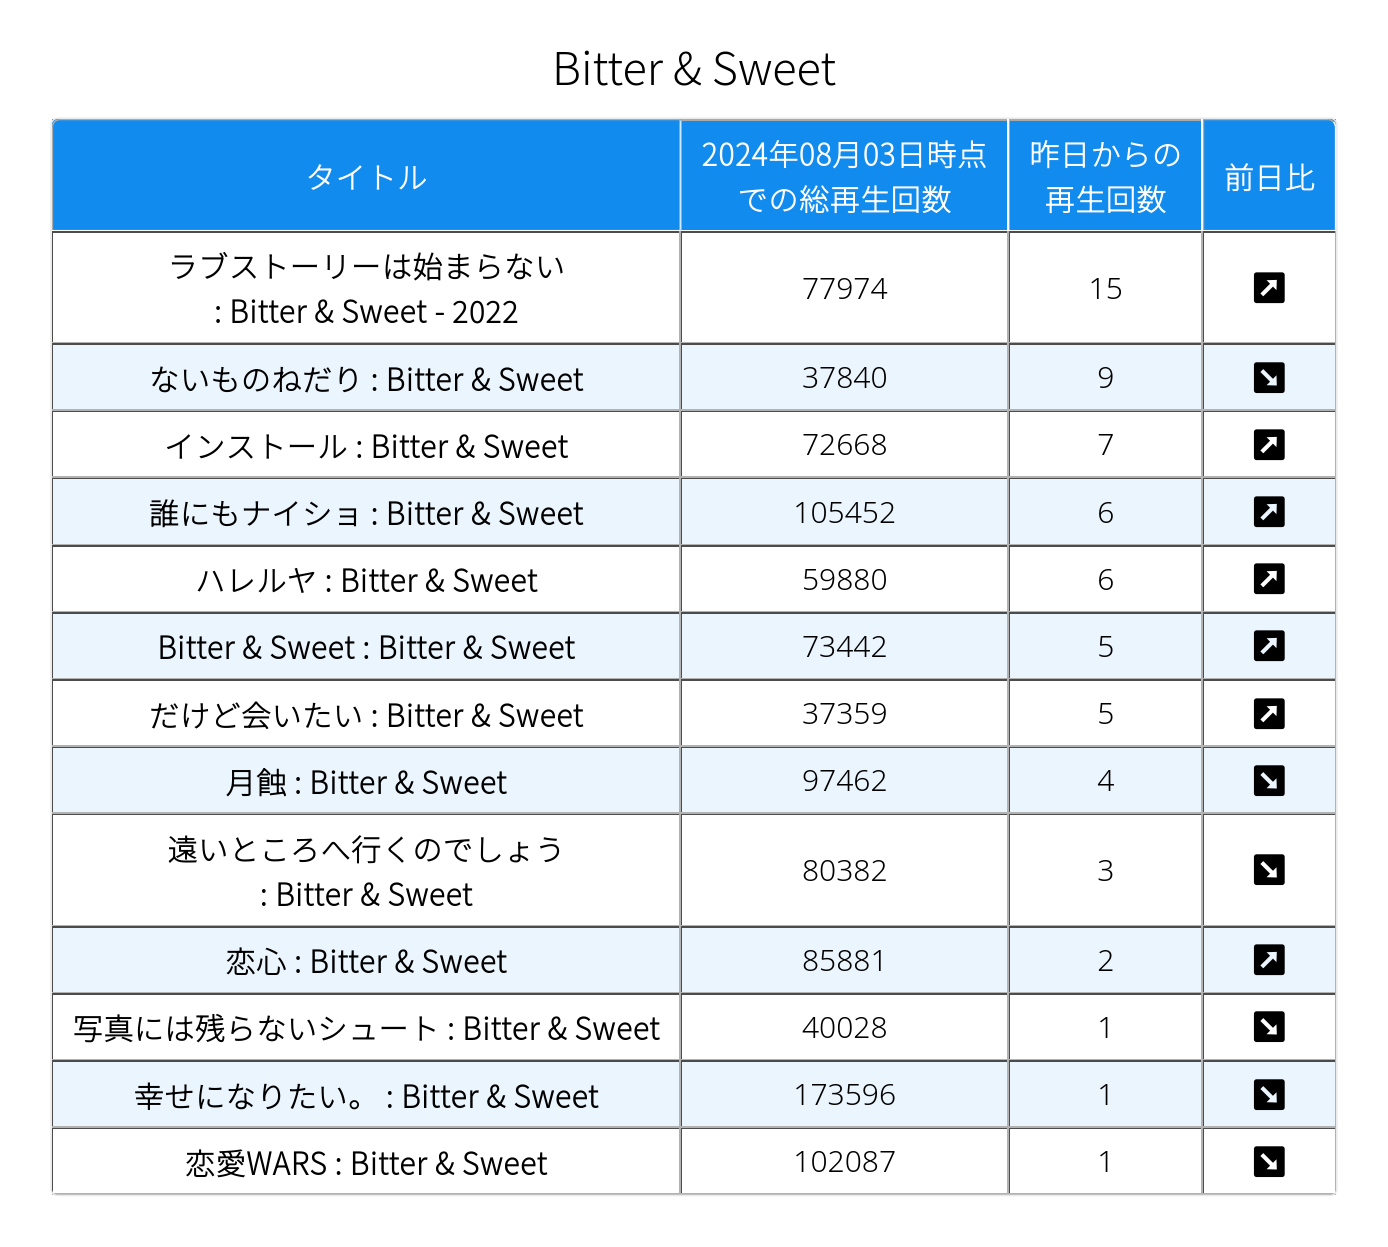 Bitter & Sweet
タイトル
2024年08月03日時点
での総再生回数
昨日からの
再生回数
前日比
ラブストーリーは始まらない
: Bitter & Sweet - 2022
77974
15
↗
ないものねだり : Bitter & Sweet
37840
9
↘
インストール : Bitter & Sweet
72668
7
↗
誰にもナイショ : Bitter & Sweet
105452
6
↗
ハレルヤ : Bitter & Sweet
59880
6
↗
Bitter & Sweet : Bitter & Sweet
73442
5
↗
だけど会いたい : Bitter & Sweet
37359
5
↗
月蝕 : Bitter & Sweet
97462
4
↘
遠いところへ行くのでしょう
: Bitter & Sweet
80382
3
↘
恋心 : Bitter & Sweet
85881
2
↗
写真には残らないシュート : Bitter & Sweet
40028
1
↘
幸せになりたい。 : Bitter & Sweet
173596
1
↘
恋愛WARS : Bitter & Sweet
102087
1
↘